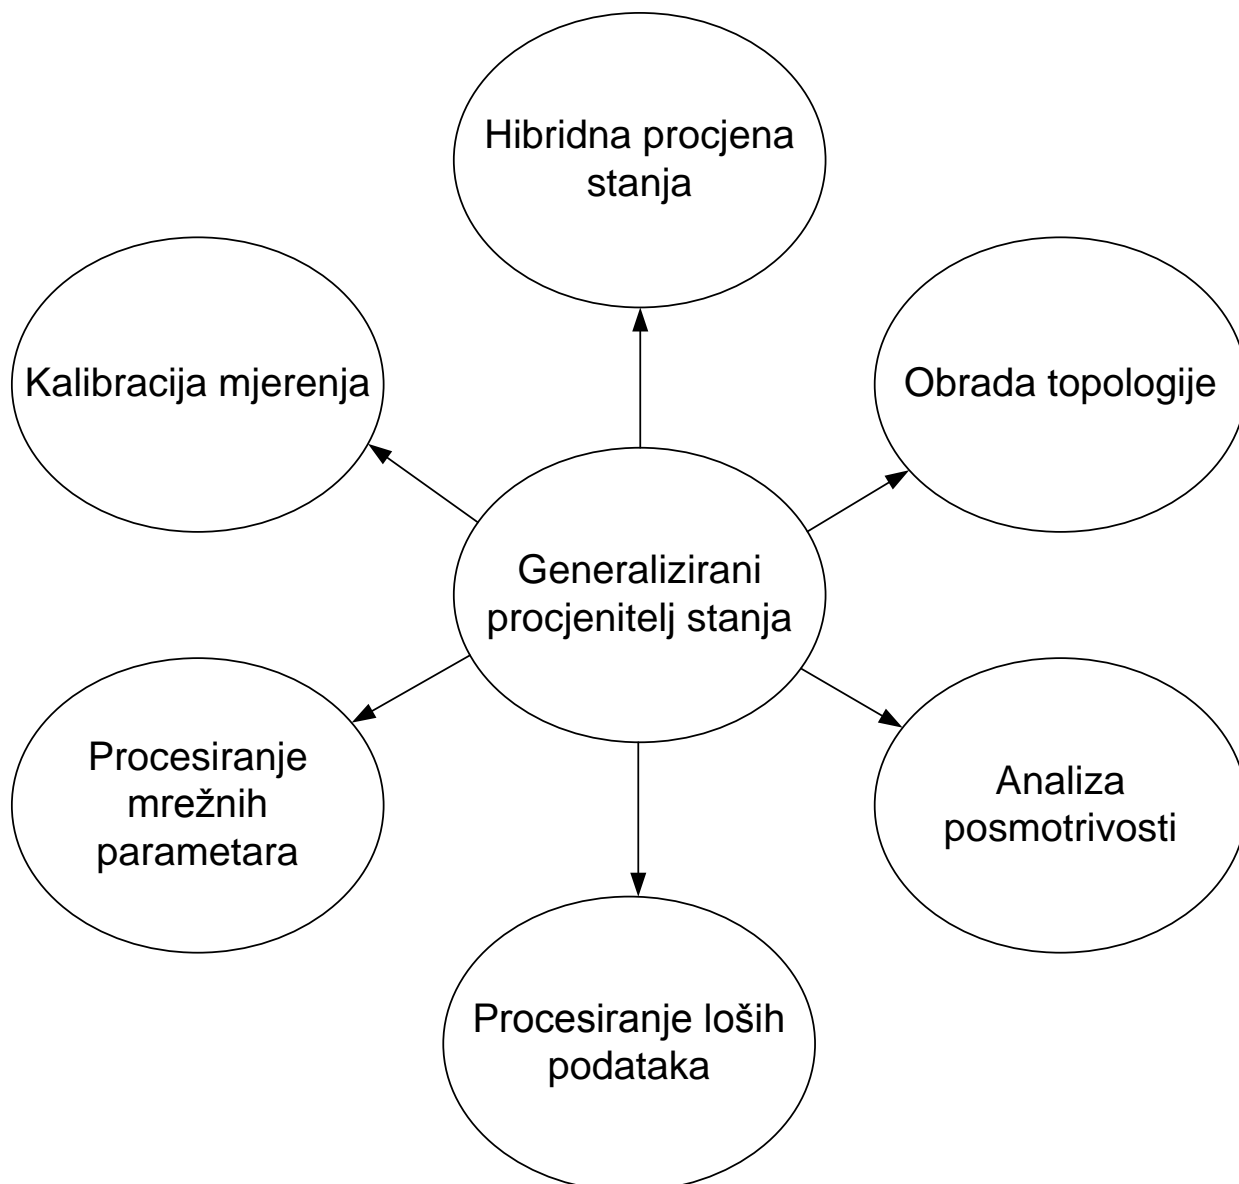 Hibridna procjena
stanja
Kalibracija mjerenja
Obrada topologije
Generalizirani
procjenitelj stanja
Procesiranje
mrežnih
parametara
Analiza
posmotrivosti
Procesiranje loših
podataka